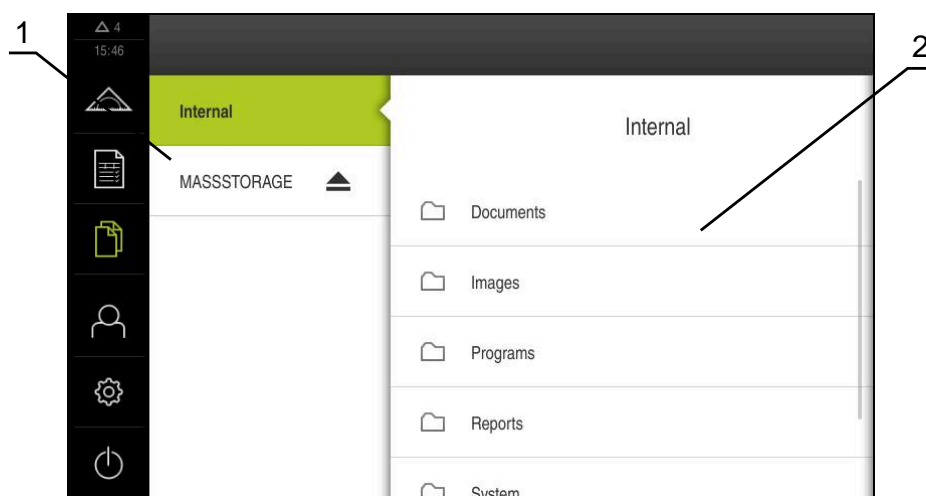 1
2
4
15:46
Internal
MASSSTORAGE
Internal
Documents
Images
Programs
Reports
System